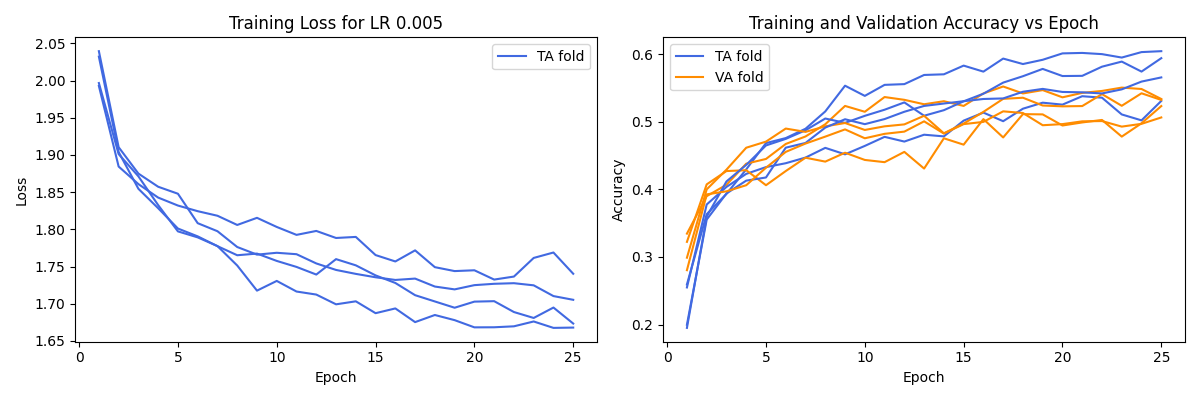 Training Loss for LR 0.005
2.05
2.00
1.95
1.90
1.85
1.80
1.75
1.70
1.65
Loss
TA fold
0
5
10
15
20
25
Epoch
Training and Validation Accuracy vs Epoch
0.6
0.5
0.4
0.3
0.2
Accuracy
TA fold
VA fold
0
5
10
15
20
25
Epoch